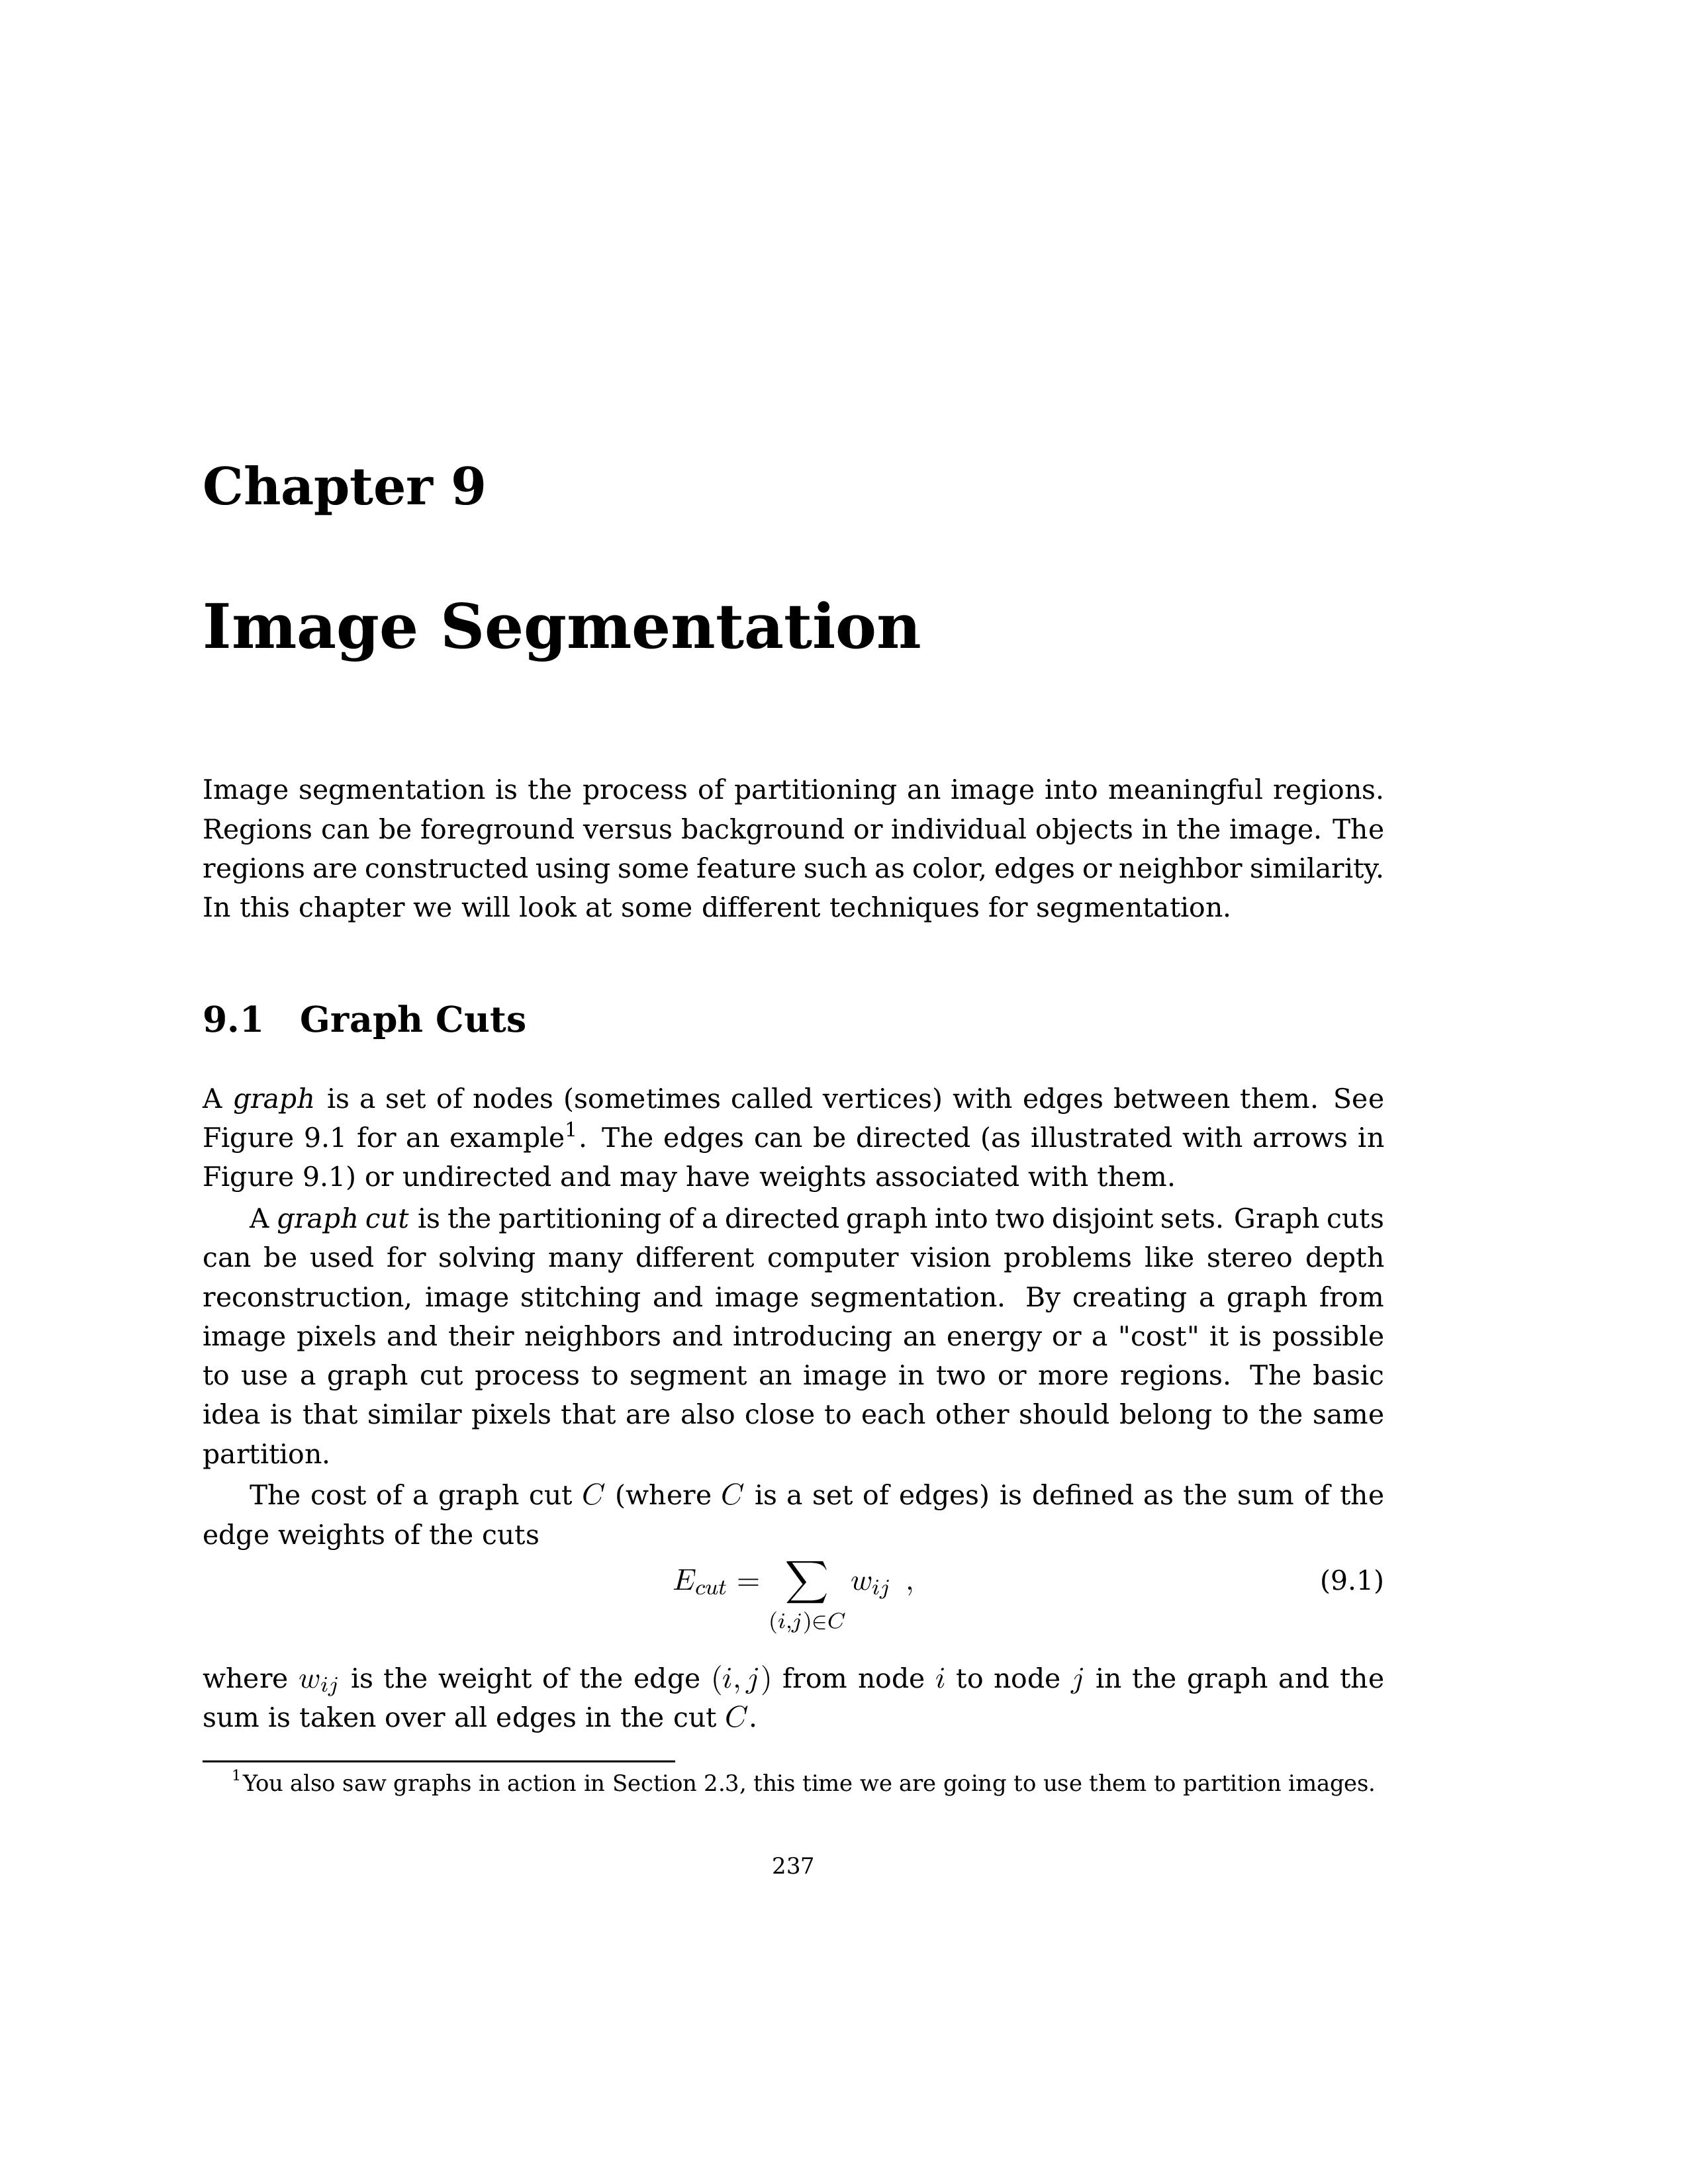 Chapter 9
Image Segmentation
Image segmentation is the process of partitioning an image into meaningful regions.
Regions can be foreground versus background or individual objects in the image. The
regions are constructed using some feature such as color, edges or neighbor similarity.
In this chapter we will look at some different techniques for segmentation.
9.1 Graph Cuts
A graph is a set of nodes (sometimes called vertices) with edges between them. See
Figure 9.1 for an example¹. The edges can be directed (as illustrated with arrows in
Figure 9.1) or undirected and may have weights associated with them.
A graph cut is the partitioning of a directed graph into two disjoint sets. Graph cuts
can be used for solving many different computer vision problems like stereo depth
reconstruction, image stitching and image segmentation. By creating a graph from
image pixels and their neighbors and introducing an energy or a "cost" it is possible
to use a graph cut process to segment an image in two or more regions. The basic
idea is that similar pixels that are also close to each other should belong to the same
partition.
The cost of a graph cut C (where C is a set of edges) is defined as the sum of the
edge weights of the cuts
E_{cut} = \sum_{(i,j)∈C} w_{ij} , (9.1)
where w_{ij} is the weight of the edge (i, j) from node i to node j in the graph and the
sum is taken over all edges in the cut C.
¹You also saw graphs in action in Section 2.3, this time we are going to use them to partition images.
237